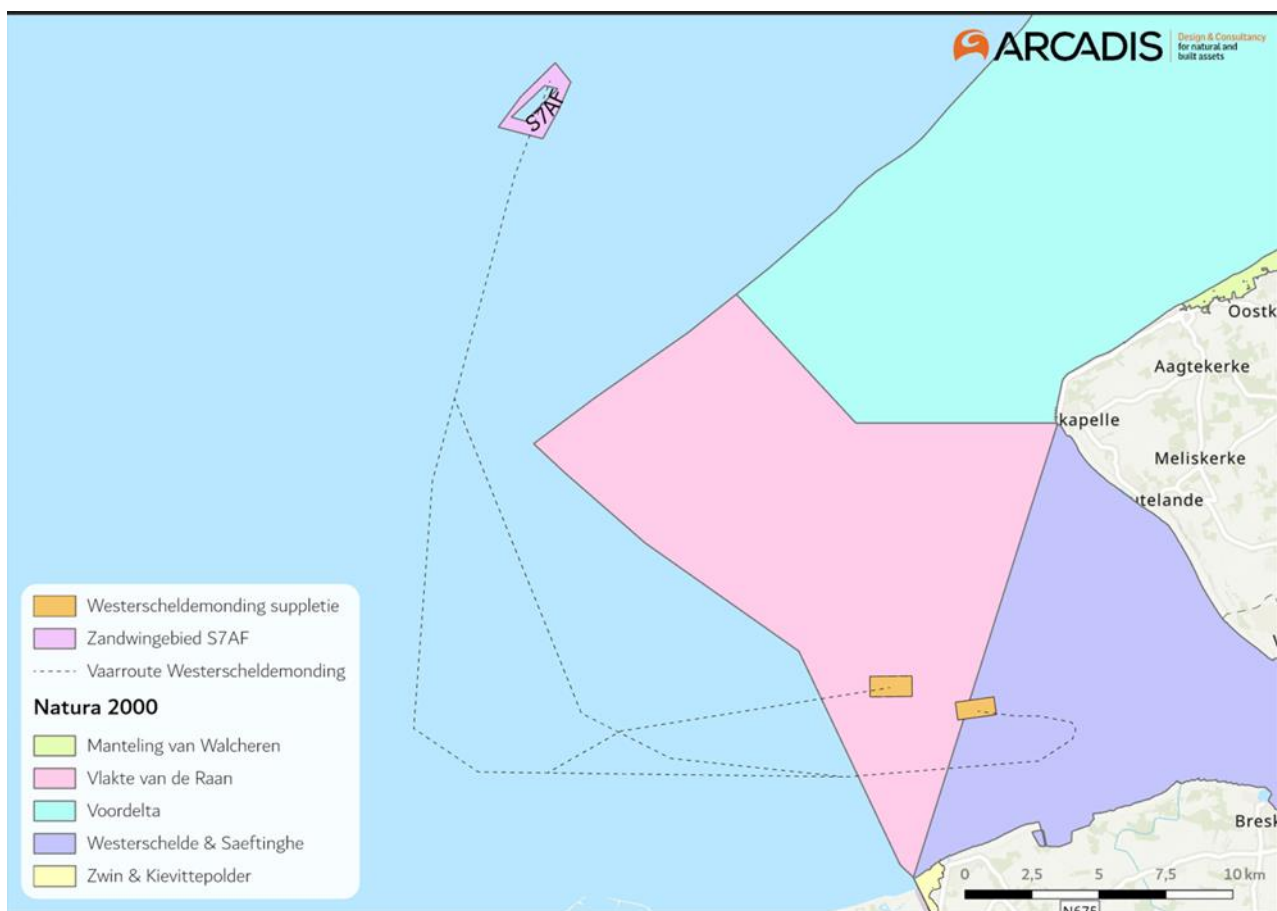 ARCADIS
Design & Consultancy
for natural and
built assets
S7AF
Oostk
Aagtekerke
kapelle
Meliskerke
utelande
V
Westerscheldemonding suppletie
Zandwingebied S7AF
Vaarroute Westerscheldemonding
Natura 2000
Manteling van Walcheren
Vlakte van de Raan
Voordelta
Westerschelde & Saeftinghe
Zwin & Kievittepolder
Bresk
0 2,5 5 7,5 10 km
N675